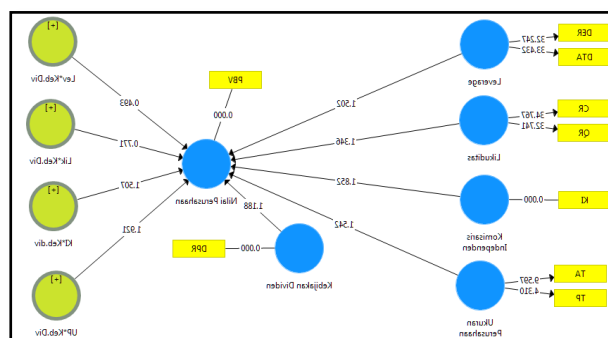 DER
DTA
32.247
33.432
Leverage
CR
QR
34.767
32.741
Likuditas
KI
0.000
Komisaris
Independen
TA
TP
9.597
4.310
Ukuran
Perusahaan
1.502
1.346
1.852
1.542
PBV
0.000
Nilai Perusahaan
1.188
Kebijakan Dividen
0.000
DPR
0.493
0.771
1.507
1.921
[+]
Lev*Keb.Div
[+]
Lik*Keb.Div
[+]
KI*Keb.div
[+]
UP*Keb.Div